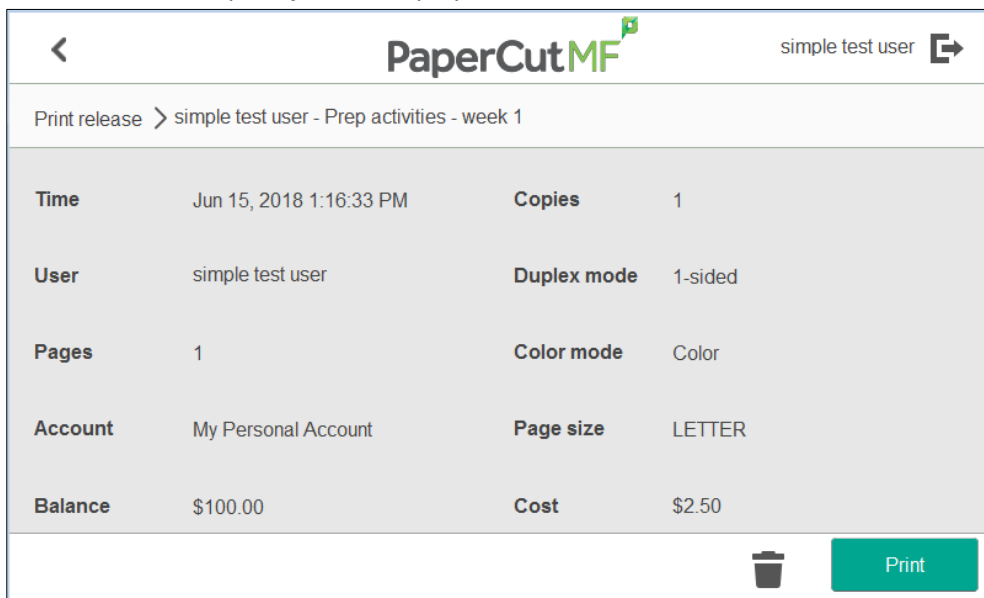 PaperCutMF
simple test user
Print release > simple test user - Prep activities - week 1
Time Jun 15, 2018 1:16:33 PM Copies 1
User simple test user Duplex mode 1-sided
Pages 1 Color mode Color
Account My Personal Account Page size LETTER
Balance $100.00 Cost $2.50
Print